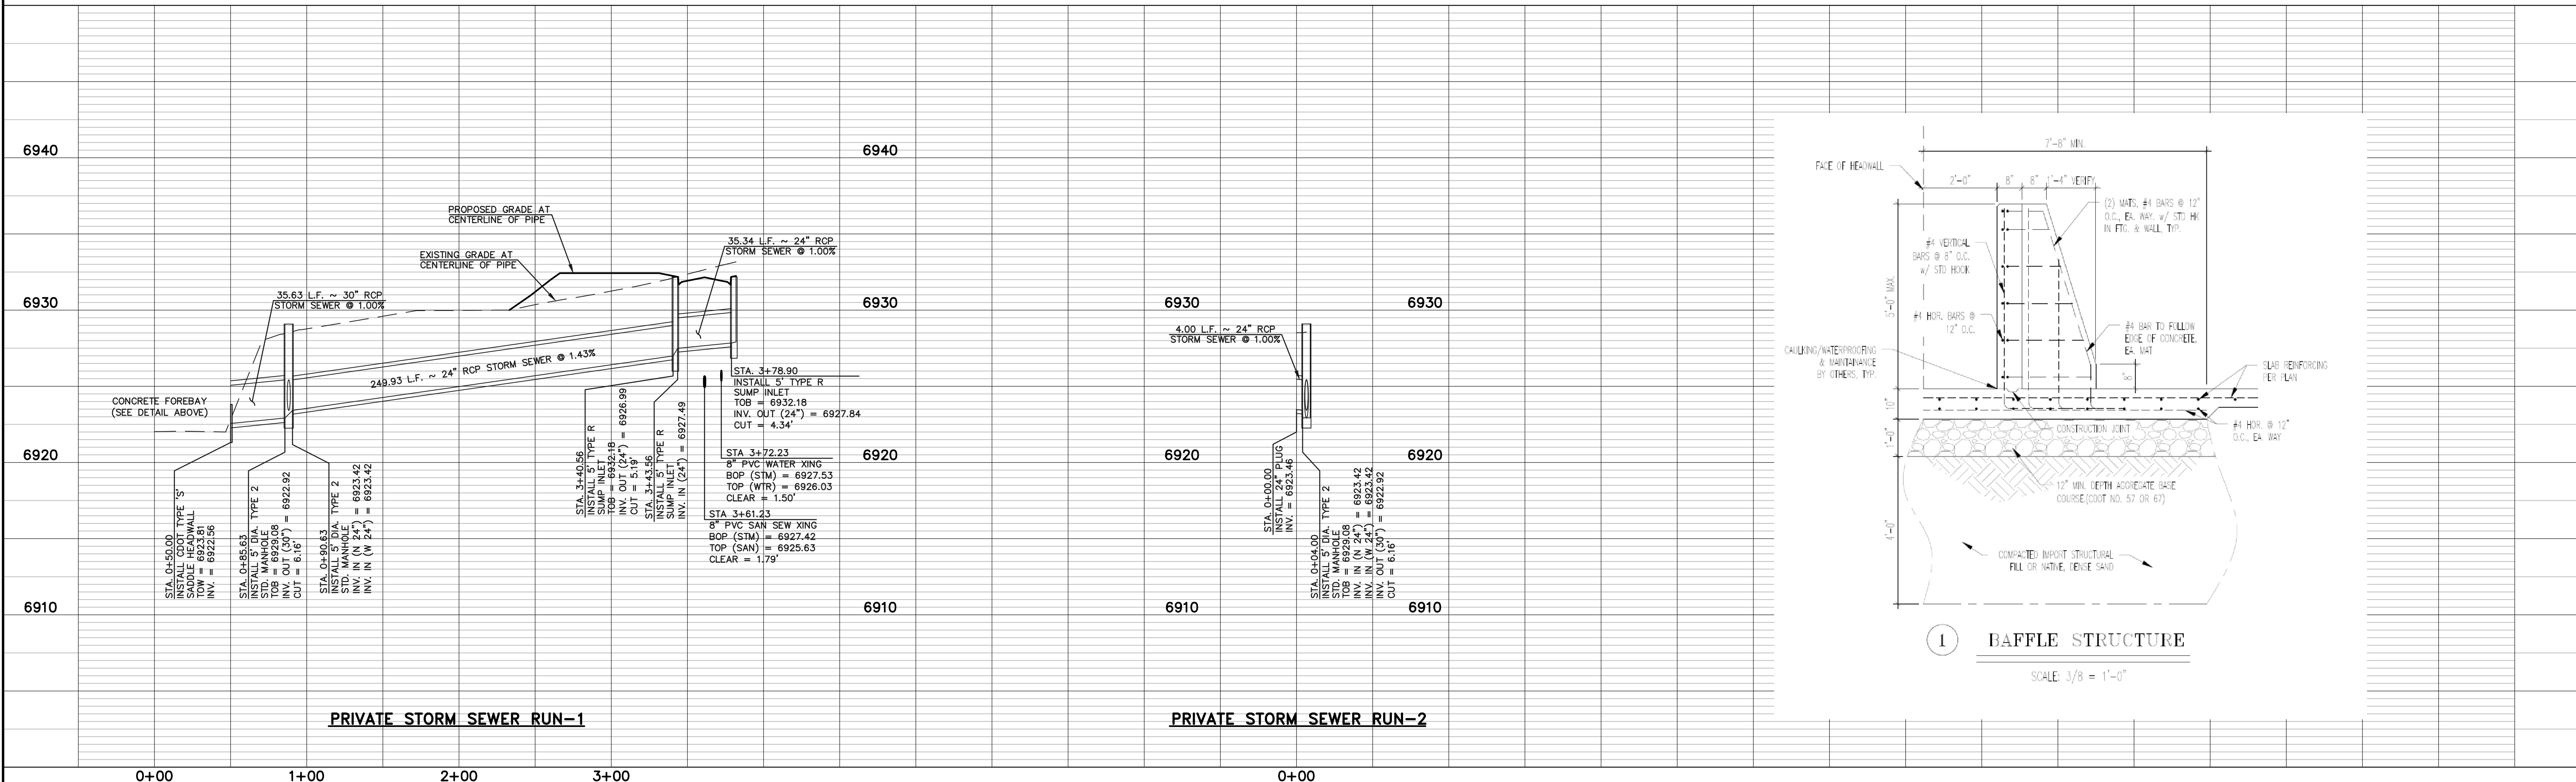 6940
6930
6920
6910
6940
6930
6920
6910
PROPOSED GRADE AT
CENTERLINE OF PIPE
EXISTING GRADE AT
CENTERLINE OF PIPE
35.34 L.F. ~ 24" RCP
STORM SEWER @ 1.00%
35.63 L.F. ~ 30" RCP
STORM SEWER @ 1.00%
249.93 L.F. ~ 24" RCP STORM SEWER @ 1.43%
CONCRETE FOREBAY
(SEE DETAIL ABOVE)
STA. 0+50.00
INSTALL CDOT TYPE 'S'
SADDLE HEADWALL
TOW = 6923.81
INV. = 6922.56
STA. 0+85.63
INSTALL 5' DIA. TYPE 2
STD. MANHOLE
TOB = 6929.08
INV. OUT (30") = 6922.92
CUT = 6.16'
STA. 0+90.63
INSTALL 5' DIA. TYPE 2
STD. MANHOLE
INV. IN (N 24") = 6923.42
INV. IN (W 24") = 6923.42
STA. 3+40.56
INSTALL 5' TYPE R
SUMP INLET
TOB = 6932.18
INV. OUT (24") = 6926.99
CUT = 5.19'
STA. 3+43.56
INSTALL 5' TYPE R
SUMP INLET
INV. IN (24") = 6927.49
STA. 3+78.90
INSTALL 5' TYPE R
SUMP INLET
TOB = 6932.18
INV. OUT (24") = 6927.84
CUT = 4.34'
STA 3+72.23
8" PVC WATER XING
BOP (STM) = 6927.53
TOP (WTR) = 6926.03
CLEAR = 1.50'
STA 3+61.23
8" PVC SAN SEW XING
BOP (STM) = 6927.42
TOP (SAN) = 6925.63
CLEAR = 1.79'
PRIVATE STORM SEWER RUN-1
0+00
1+00
2+00
3+00
6930
6920
6910
6930
6920
6910
4.00 L.F. ~ 24" RCP
STORM SEWER @ 1.00%
STA. 0+00.00
INSTALL 24" PLUG
INV. = 6923.46
STA. 0+04.00
INSTALL 5' DIA. TYPE 2
STD. MANHOLE
TOB = 6929.08
INV. IN (N 24") = 6923.42
INV. IN (W 24") = 6923.42
INV. OUT (30") = 6922.92
CUT = 6.16'
PRIVATE STORM SEWER RUN-2
0+00
7'-8" MIN.
FACE OF HEADWALL
2'-0"
8"
8"
1'-4" VERIFY
(2) MATS, #4 BARS @ 12"
O.C., EA. WAY. w/ STD HK
IN FTG. & WALL, TYP.
#4 VERTICAL
BARS @ 8" O.C.
w/ STD HOOK
5'-0" MAX.
#4 HOR. BARS @
12" O.C.
#4 BAR TO FOLLOW
EDGE OF CONCRETE,
EA. MAT
CAULKING/WATERPROOFING
& MAINTAINANCE
BY OTHERS, TYP.
8"
SLAB REINFORCING
PER PLAN
10"
1'-0"
CONSTRUCTION JOINT
#4 HOR. @ 12"
O.C., EA. WAY
12" MIN. DEPTH AGGREGATE BASE
COURSE.(CDOT NO. 57 OR 67)
4'-0"
COMPACTED IMPORT STRUCTURAL
FILL OR NATIVE, DENSE SAND
1 BAFFLE STRUCTURE
SCALE: 3/8 = 1'-0"